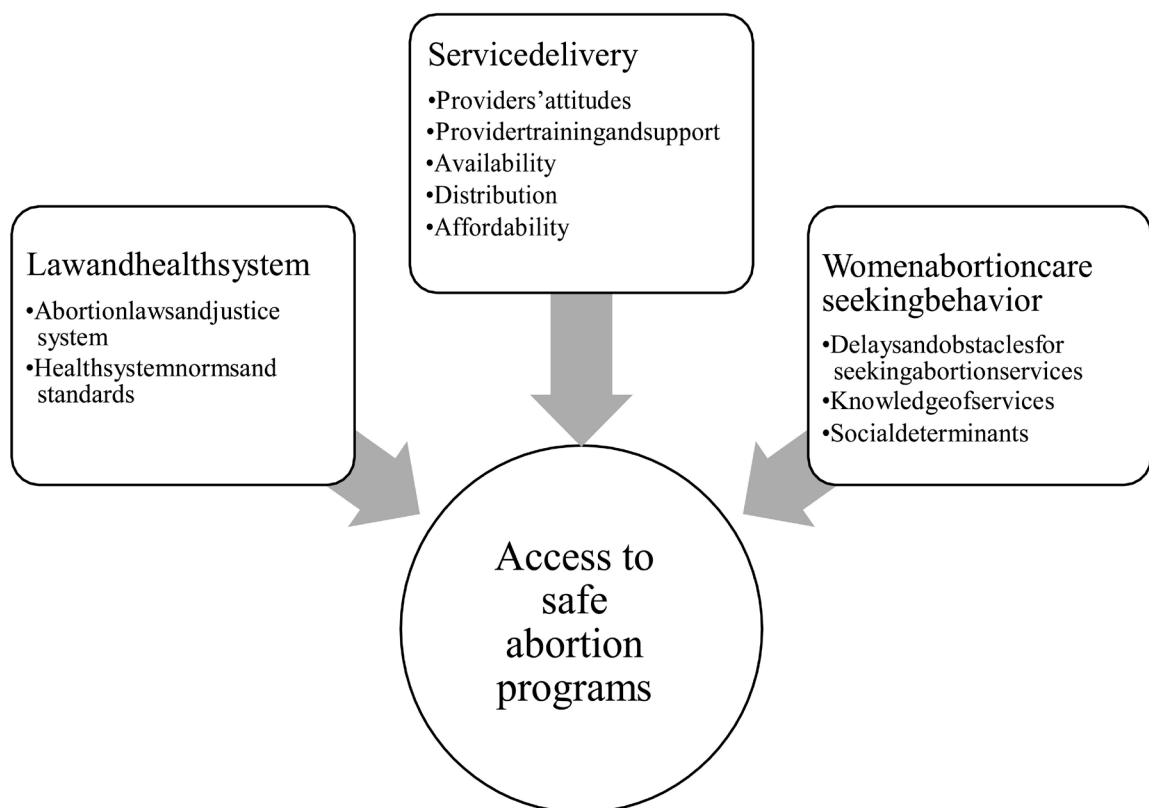 Servicedelivery
•Providers’attitudes
•Providertrainingandsupport
•Availability
•Distribution
•Affordability
Lawandhealthsystem
•Abortionlawsandjustice
system
•Healthsystemnormsand
standards
Womenabortioncare
seekingbehavior
•Delaysandobstaclesfor
seekingabortionservices
•Knowledgeofservices
•Socialdeterminants
Access to
safe
abortion
programs